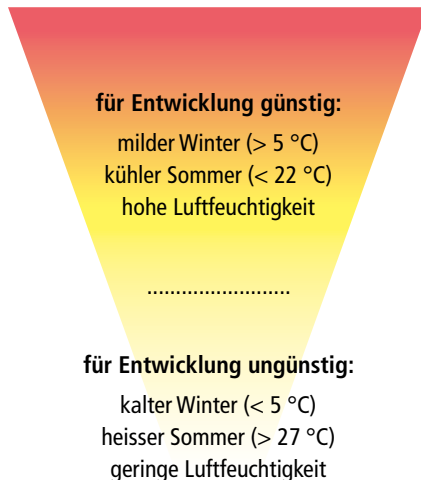 für Entwicklung günstig:
milder Winter (> 5 °C)
kühler Sommer (< 22 °C)
hohe Luftfeuchtigkeit
.........................
für Entwicklung ungünstig:
kalter Winter (< 5 °C)
heisser Sommer (> 27 °C)
geringe Luftfeuchtigkeit